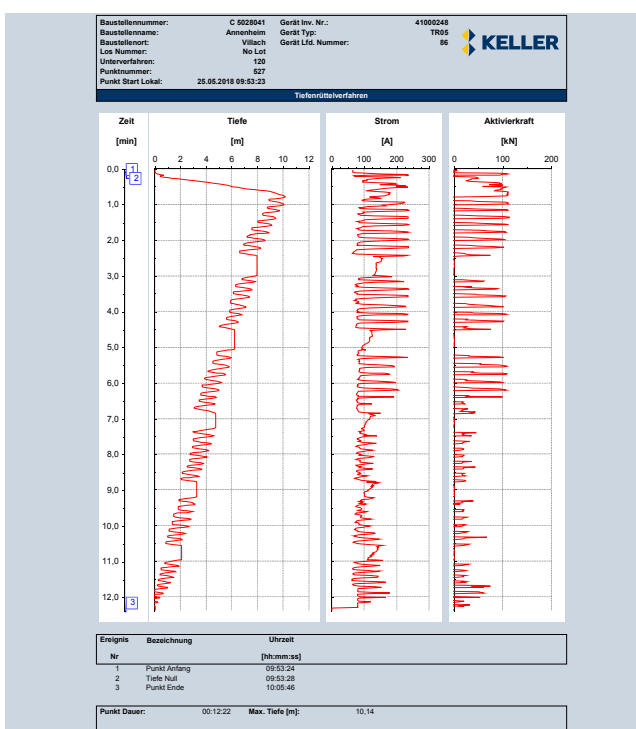 Baustellennummer: C 5028041 Gerät Inv. Nr.: 41000248
Baustellenname: Annenheim Gerät Typ: TR05
Baustellenort: Villach Gerät Lfd. Nummer: 86
Los Nummer: No Lot
Unterverfahren: 120
Punktnummer: 527
Punkt Start Lokal: 25.05.2018 09:53:23
KELLER
Tiefenrüttelverfahren
Zeit Tiefe Strom Aktivierkraft
[min] [m] [A] [kN]
0 2 4 6 8 10 12 0 100 200 300 0 100 200
0,0
1
2
1,0
2,0
3,0
4,0
5,0
6,0
7,0
8,0
9,0
10,0
11,0
12,0
3
Ereignis Bezeichnung Uhrzeit
Nr [hh:mm:ss]
1 Punkt Anfang 09:53:24
2 Tiefe Null 09:53:28
3 Punkt Ende 10:05:46
Punkt Dauer: 00:12:22 Max. Tiefe [m]: 10,14